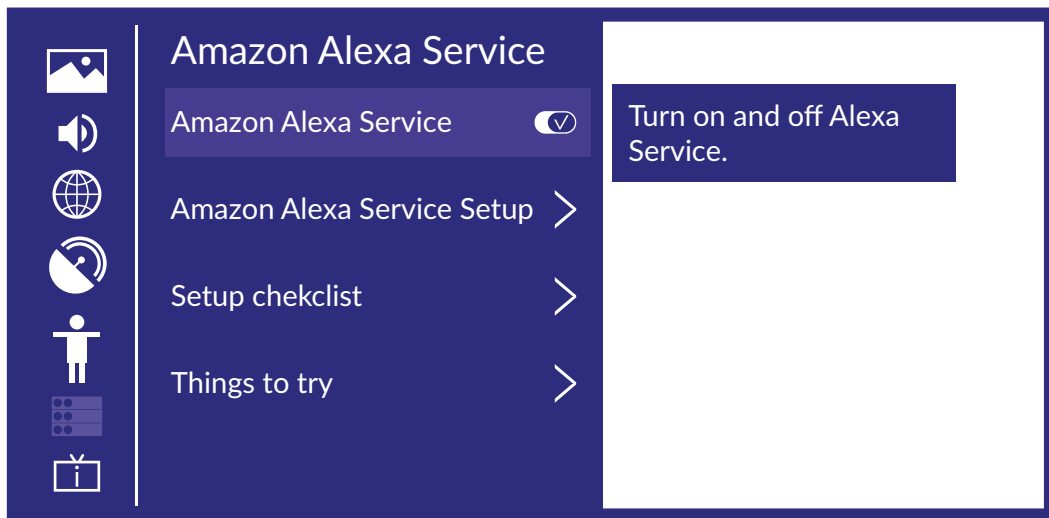 Amazon Alexa Service
Amazon Alexa Service
Turn on and off Alexa
Service.
Amazon Alexa Service Setup
Setup chekclist
Things to try
i